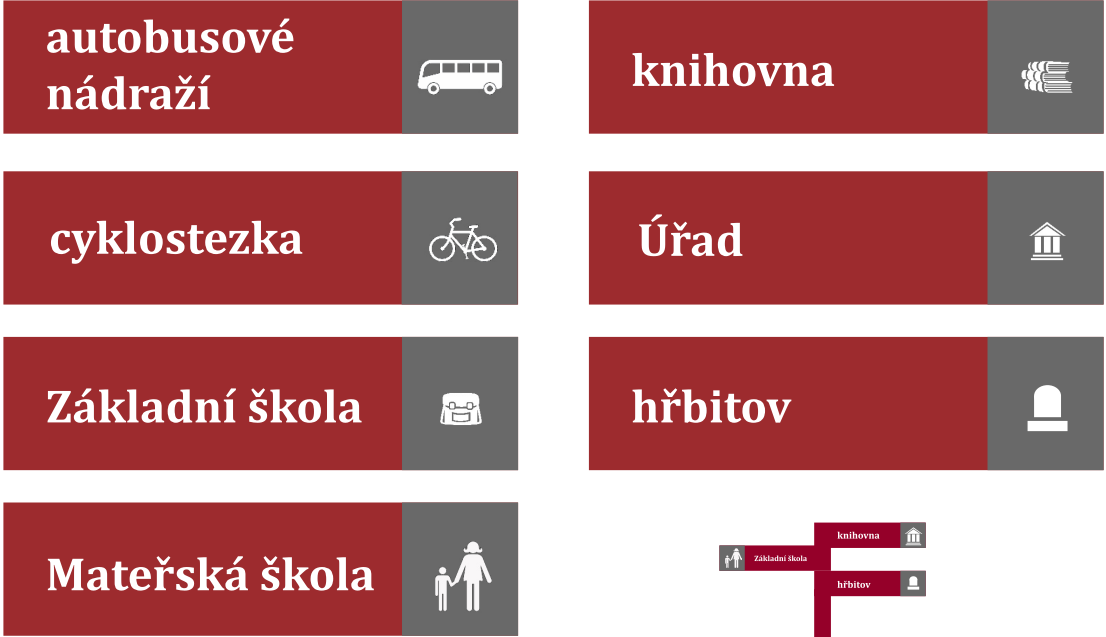 autobusové
nádraží
knihovna
cyklostezka
Úřad
Základní škola
hřbitov
Mateřská škola
knihovna
Základní škola
hřbitov